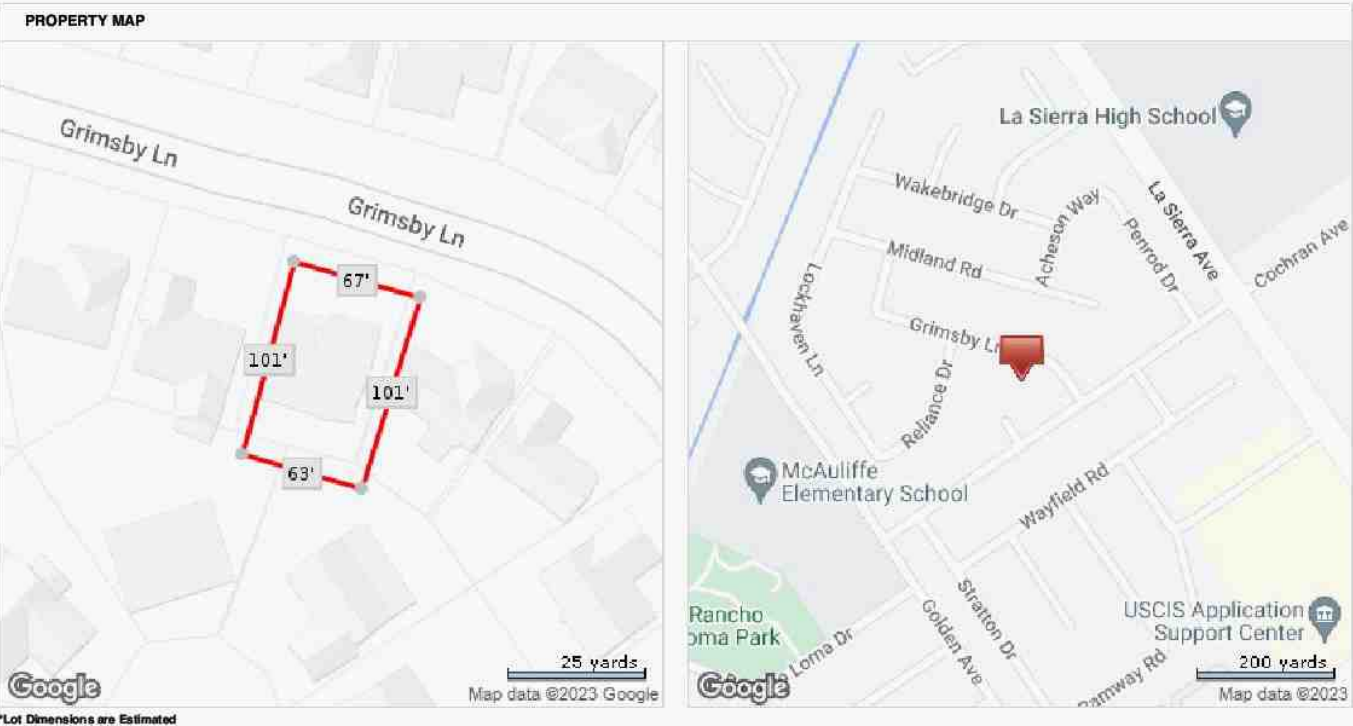 PROPERTY MAP
Grimsby Ln
Grimsby Ln
67'
101'
101'
63'
25 yards
Google
Map data ©2023 Google
La Sierra High School
Wakebridge Dr
Acheson Way
La Sierra Ave
Penrod Dr
Cochran Ave
Midland Rd
Lockhaven Ln
Grimsby Ln
Reliance Dr
McAuliffe
Elementary School
Wayfield Rd
Rancho
oma Park
Loma Dr
Golden Ave
Stratton Dr
USCIS Application
Support Center
Ramway Rd
200 yards
Google
Map data ©2023
*Lot Dimensions are Estimated